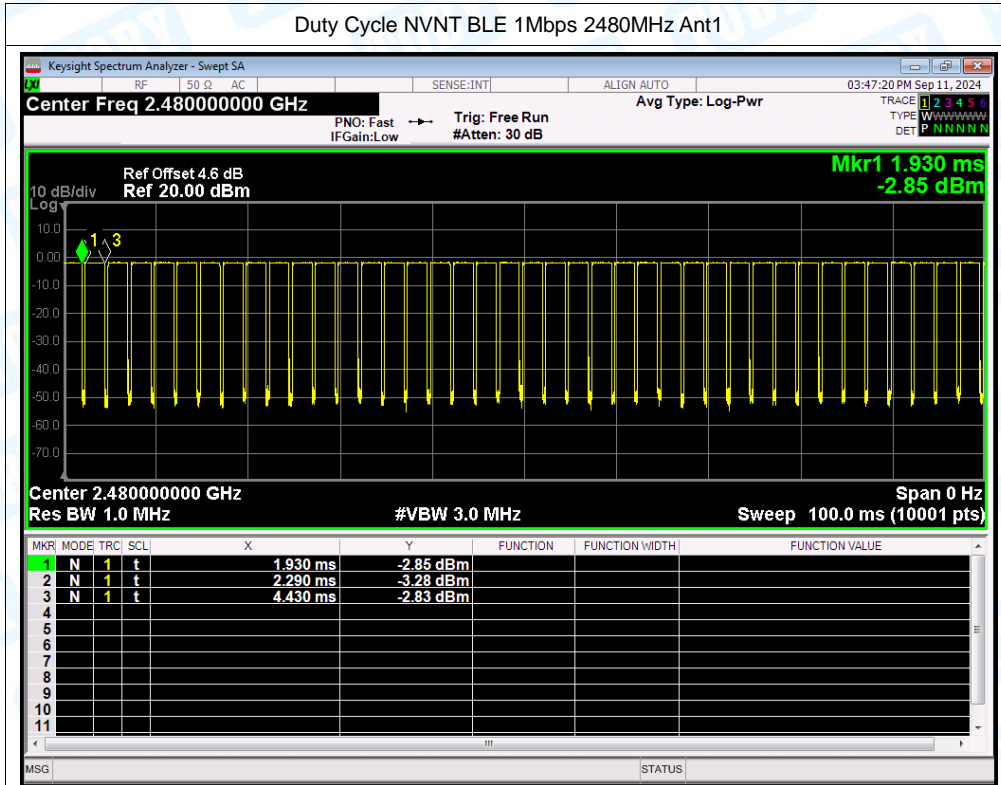 Duty Cycle NVNT BLE 1Mbps 2480MHz Ant1
Keysight Spectrum Analyzer - Swept SA
LXI RF 50 Ω AC SENSE:INT ALIGN AUTO 03:47:20 PM Sep 11, 2024
Center Freq 2.480000000 GHz Avg Type: Log-Pwr TRACE 1 2 3 4 5 6
PNO: Fast Trig: Free Run TYPE WWWWWWW
IFGain:Low #Atten: 30 dB DET P N N N N N
Mkr1 1.930 ms
-2.85 dBm
Ref Offset 4.6 dB
10 dB/div Ref 20.00 dBm
Log
10.0
1 3
0.00
-10.0
-20.0
-30.0
-40.0
-50.0
-60.0
-70.0
Center 2.480000000 GHz Span 0 Hz
Res BW 1.0 MHz #VBW 3.0 MHz Sweep 100.0 ms (10001 pts)
MKR MODE TRC SCL X Y FUNCTION FUNCTION WIDTH FUNCTION VALUE
1 N 1 t 1.930 ms -2.85 dBm
2 N 1 t 2.290 ms -3.28 dBm
3 N 1 t 4.430 ms -2.83 dBm
4
5
6
7
8
9
10
11
MSG STATUS